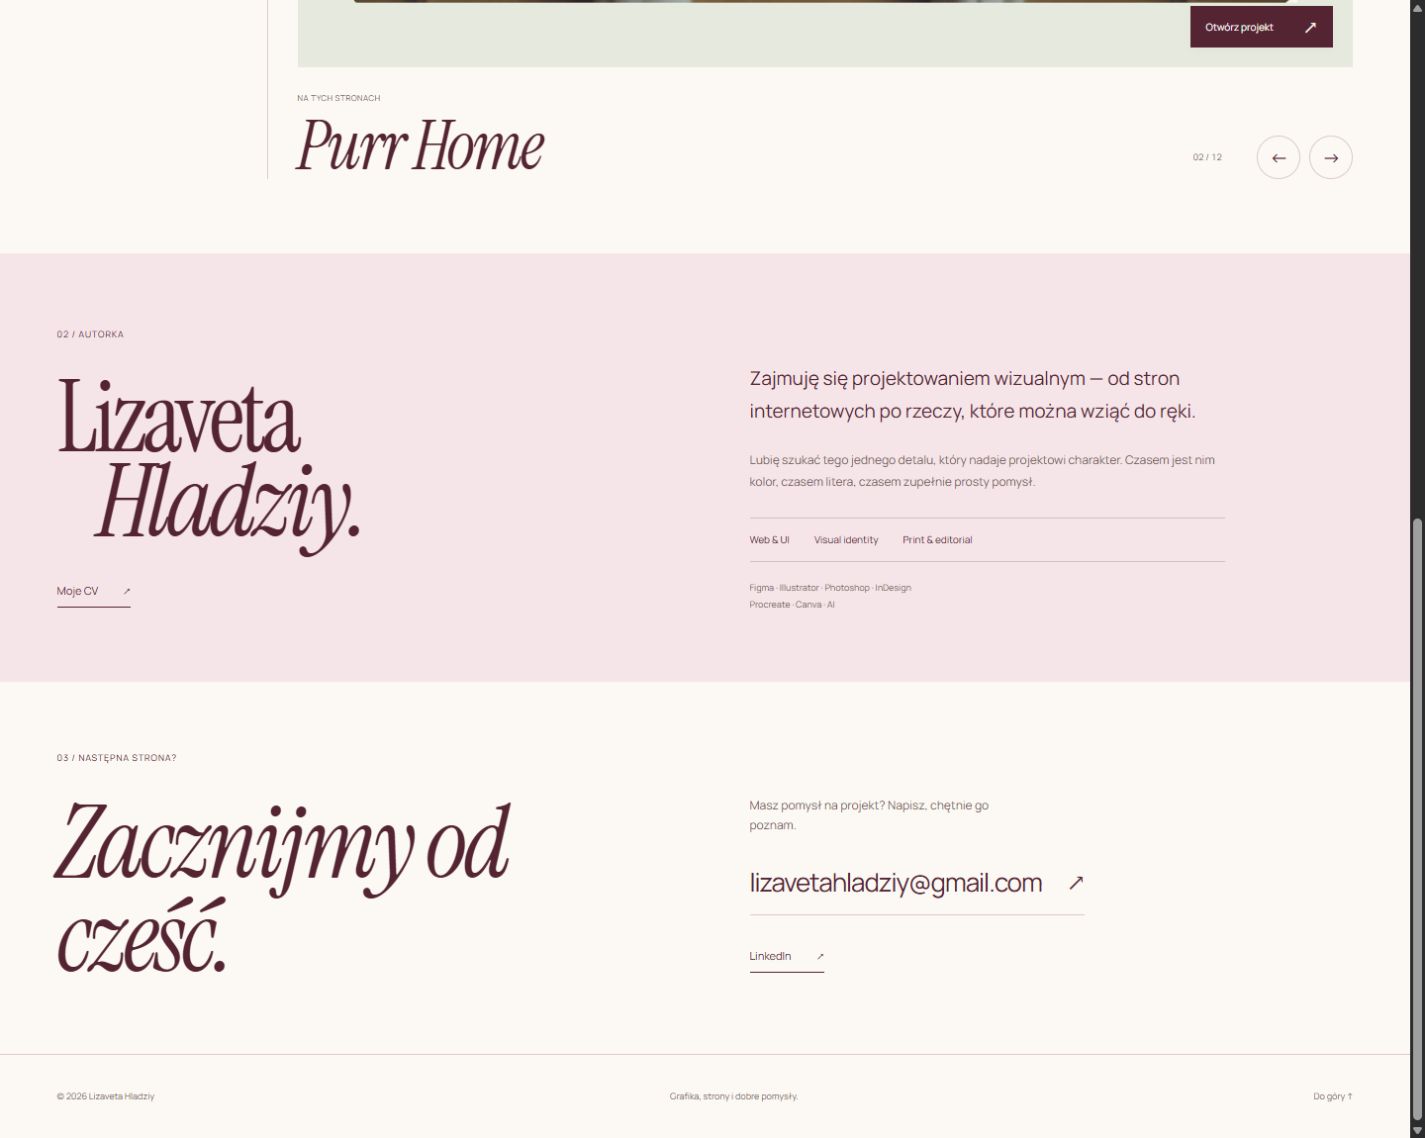 Otwórz projekt ↗
NA TYCH STRONACH
Purr Home
02 / 12
← →
02 / AUTORKA
Lizaveta
Hladziy.
Moje CV ↗
Zajmuję się projektowaniem wizualnym — od stron
internetowych po rzeczy, które można wziąć do ręki.
Lubię szukać tego jednego detalu, który nadaje projektowi charakter. Czasem jest nim
kolor, czasem litera, czasem zupełnie prosty pomysł.
Web & UI Visual identity Print & editorial
Figma · Illustrator · Photoshop · InDesign
Procreate · Canva · AI
03 / NASTĘPNA STRONA?
Zacznijmy od
cześć.
Masz pomysł na projekt? Napisz, chętnie go
poznam.
lizavetahladziy@gmail.com ↗
LinkedIn ↗
© 2026 Lizaveta Hladziy
Grafika, strony i dobre pomysły.
Do góry ↑